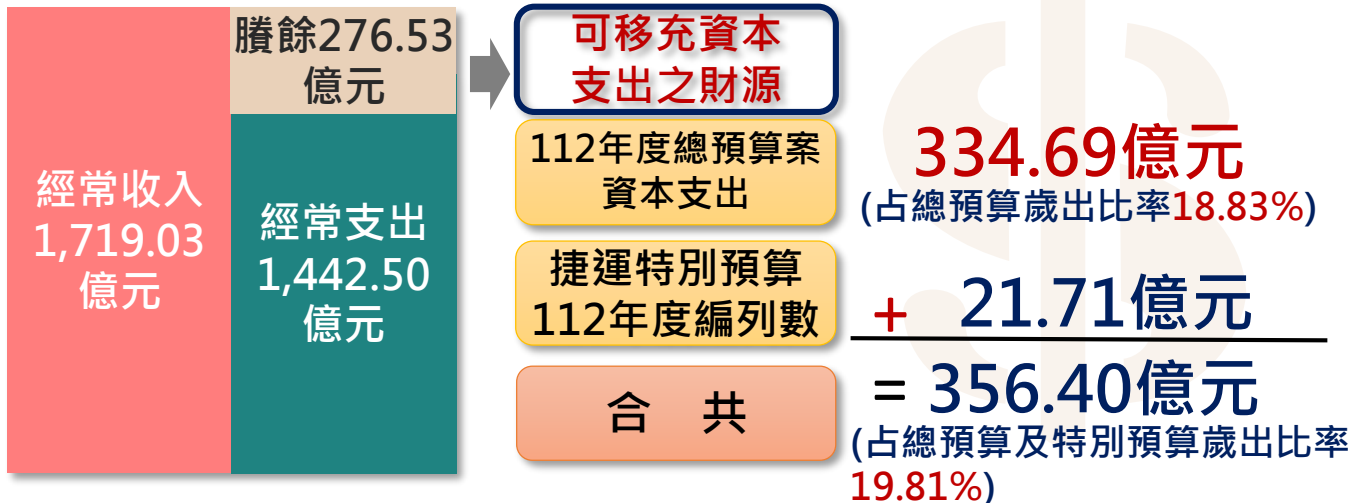 經常收入
1,719.03
億元
賸餘276.53
億元
經常支出
1,442.50
億元
可移充資本
支出之財源
112年度總預算案
資本支出
334.69億元
(占總預算歲出比率18.83%)
捷運特別預算
112年度編列數
+ 21.71億元
合 共
= 356.40億元
(占總預算及特別預算歲出比率
19.81%)